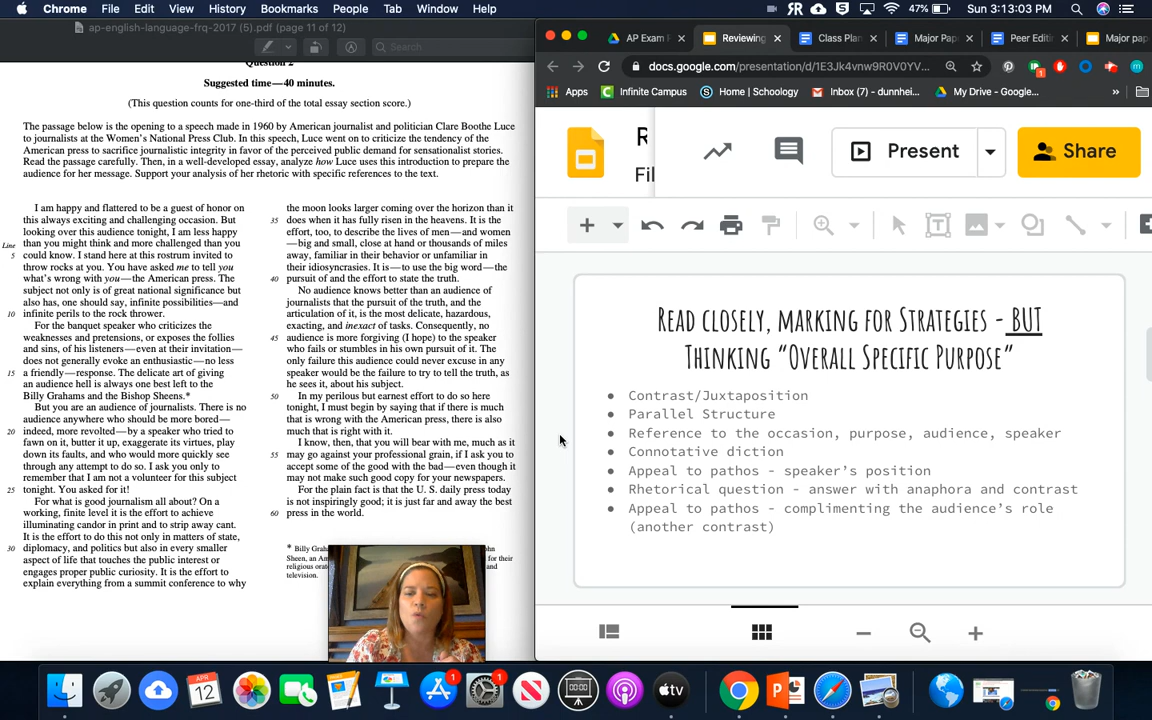 Chrome File Edit View History Bookmarks People Tab Window Help 47% Sun 3:13:03 PM
ap-english-language-frq-2017 (5).pdf (page 11 of 12)
Search
Question 2
Suggested time—40 minutes.
(This question counts for one-third of the total essay section score.)
The passage below is the opening to a speech made in 1960 by American journalist and politician Clare Boothe Luce
to journalists at the Women's National Press Club. In this speech, Luce went on to criticize the tendency of the
American press to sacrifice journalistic integrity in favor of the perceived public demand for sensationalist stories.
Read the passage carefully. Then, in a well-developed essay, analyze how Luce uses this introduction to prepare the
audience for her message. Support your analysis of her rhetoric with specific references to the text.
I am happy and flattered to be a guest of honor on
this always exciting and challenging occasion. But
looking over this audience tonight, I am less happy
Line than you might think and more challenged than you
5 could know. I stand here at this rostrum invited to
throw rocks at you. You have asked me to tell you
what's wrong with you—the American press. The
subject not only is of great national significance but
also has, one should say, infinite possibilities—and
10 infinite perils to the rock thrower.
For the banquet speaker who criticizes the
weaknesses and pretensions, or exposes the follies
and sins, of his listeners—even at their invitation—
does not generally evoke an enthusiastic—no less
15 a friendly—response. The delicate art of giving
an audience hell is always one best left to the
Billy Grahams and the Bishop Sheens.*
But you are an audience of journalists. There is no
audience anywhere who should be more bored—
20 indeed, more revolted—by a speaker who tried to
fawn on it, butter it up, exaggerate its virtues, play
down its faults, and who would more quickly see
through any attempt to do so. I ask you only to
remember that I am not a volunteer for this subject
25 tonight. You asked for it!
For what is good journalism all about? On a
working, finite level it is the effort to achieve
illuminating candor in print and to strip away cant.
It is the effort to do this not only in matters of state,
30 diplomacy, and politics but also in every smaller
aspect of life that touches the public interest or
engages proper public curiosity. It is the effort to
explain everything from a summit conference to why
the moon looks larger coming over the horizon than it
35 does when it has fully risen in the heavens. It is the
effort, too, to describe the lives of men—and women
—big and small, close at hand or thousands of miles
away, familiar in their behavior or unfamiliar in
their idiosyncrasies. It is—to use the big word—the
40 pursuit of and the effort to state the truth.
No audience knows better than an audience of
journalists that the pursuit of the truth, and the
articulation of it, is the most delicate, hazardous,
exacting, and inexact of tasks. Consequently, no
45 audience is more forgiving (I hope) to the speaker
who fails or stumbles in his own pursuit of it. The
only failure this audience could never excuse in any
speaker would be the failure to try to tell the truth, as
he sees it, about his subject.
50 In my perilous but earnest effort to do so here
tonight, I must begin by saying that if there is much
that is wrong with the American press, there is also
much that is right with it.
I know, then, that you will bear with me, much as it
55 may go against your professional grain, if I ask you to
accept some of the good with the bad—even though it
may not make such good copy for your newspapers.
For the plain fact is that the U. S. daily press today
is not inspiringly good; it is just far and away the best
60 press in the world.
* Billy
Sheen, an
religious
television.
for their
and
AP Exam
Reviewing
Class Plan
Major Pap
Peer Editi
Major pap
docs.google.com/presentation/d/1E3Jk4vnw9R0V0YV...
Apps Infinite Campus Home | Schoology Inbox (7) - dunnhei... My Drive - Google... »
Fil
Present
Share
Read closely, marking for Strategies - BUT
Thinking "Overall Specific Purpose"
● Contrast/Juxtaposition
● Parallel Structure
● Reference to the occasion, purpose, audience, speaker
● Connotative diction
● Appeal to pathos - speaker's position
● Rhetorical question - answer with anaphora and contrast
● Appeal to pathos - complimenting the audience's role
(another contrast)
APR
12
1
1
00:00
tv